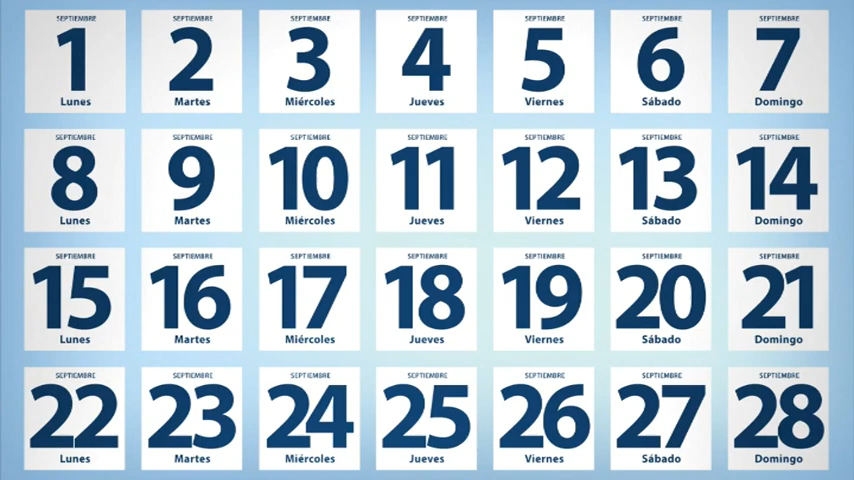 SEPTIEMBRE SEPTIEMBRE SEPTIEMBRE SEPTIEMBRE SEPTIEMBRE SEPTIEMBRE SEPTIEMBRE
1 2 3 4 5 6 7
Lunes Martes Miércoles Jueves Viernes Sábado Domingo
SEPTIEMBRE SEPTIEMBRE SEPTIEMBRE SEPTIEMBRE SEPTIEMBRE SEPTIEMBRE SEPTIEMBRE
8 9 10 11 12 13 14
Lunes Martes Miércoles Jueves Viernes Sábado Domingo
SEPTIEMBRE SEPTIEMBRE SEPTIEMBRE SEPTIEMBRE SEPTIEMBRE SEPTIEMBRE SEPTIEMBRE
15 16 17 18 19 20 21
Lunes Martes Miércoles Jueves Viernes Sábado Domingo
SEPTIEMBRE SEPTIEMBRE SEPTIEMBRE SEPTIEMBRE SEPTIEMBRE SEPTIEMBRE SEPTIEMBRE
22 23 24 25 26 27 28
Lunes Martes Miércoles Jueves Viernes Sábado Domingo